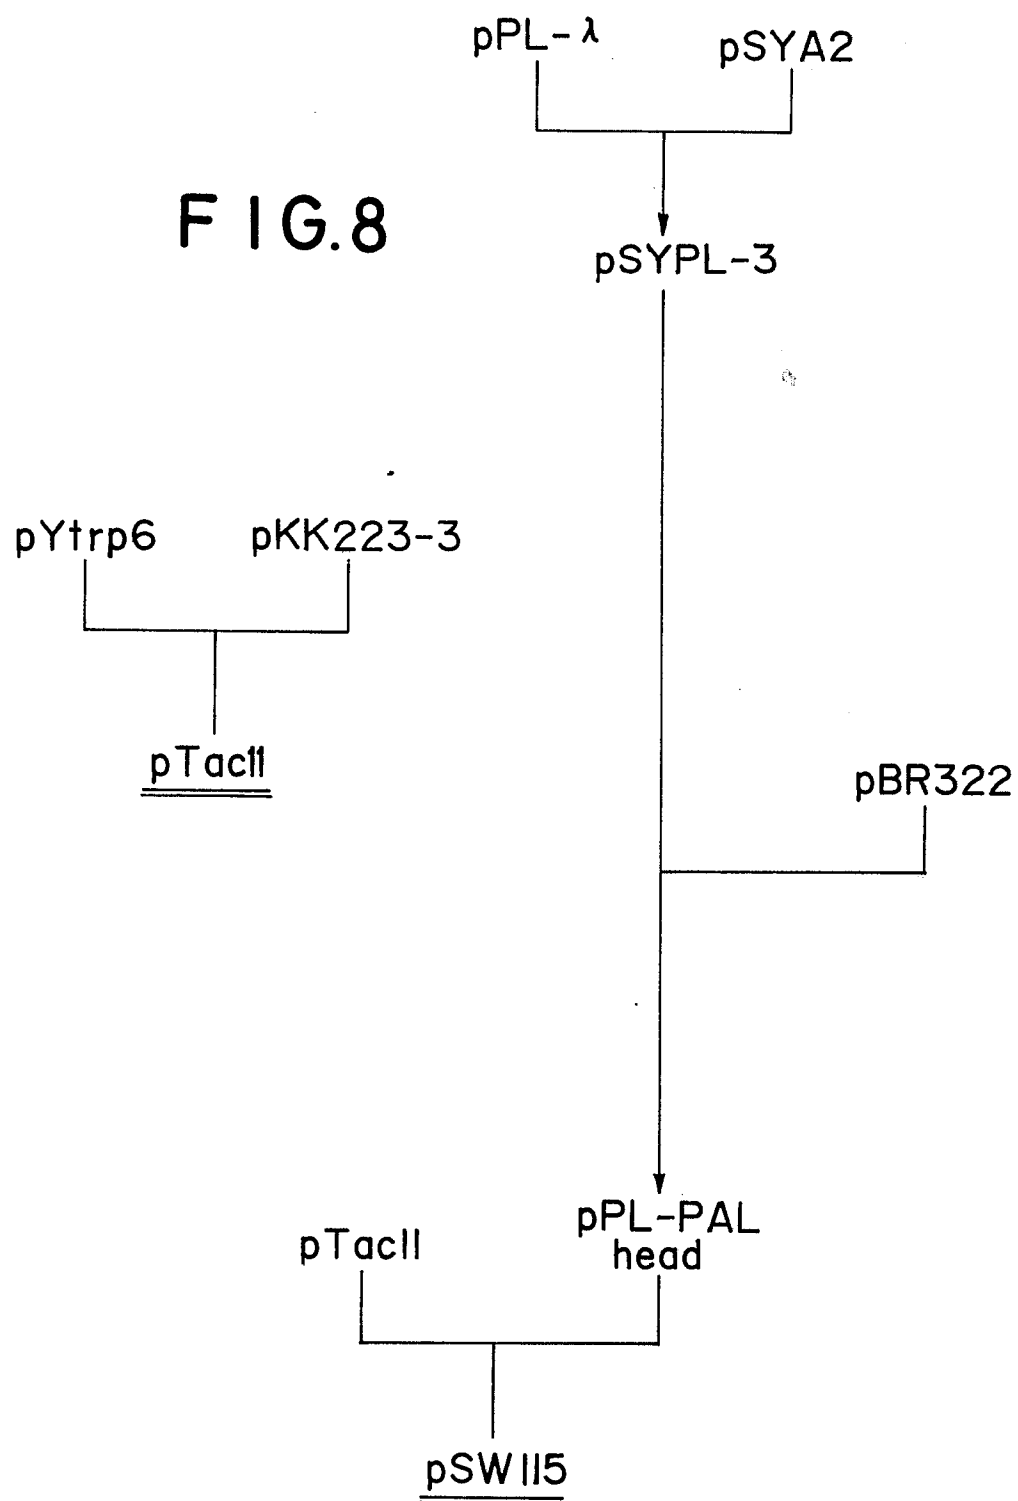 pPL-λ
pSYA2
FIG.8
pSYPL-3
pYtrp6
pKK223-3
pTac11
pBR322
pPL-PAL
head
pTac11
pSW115